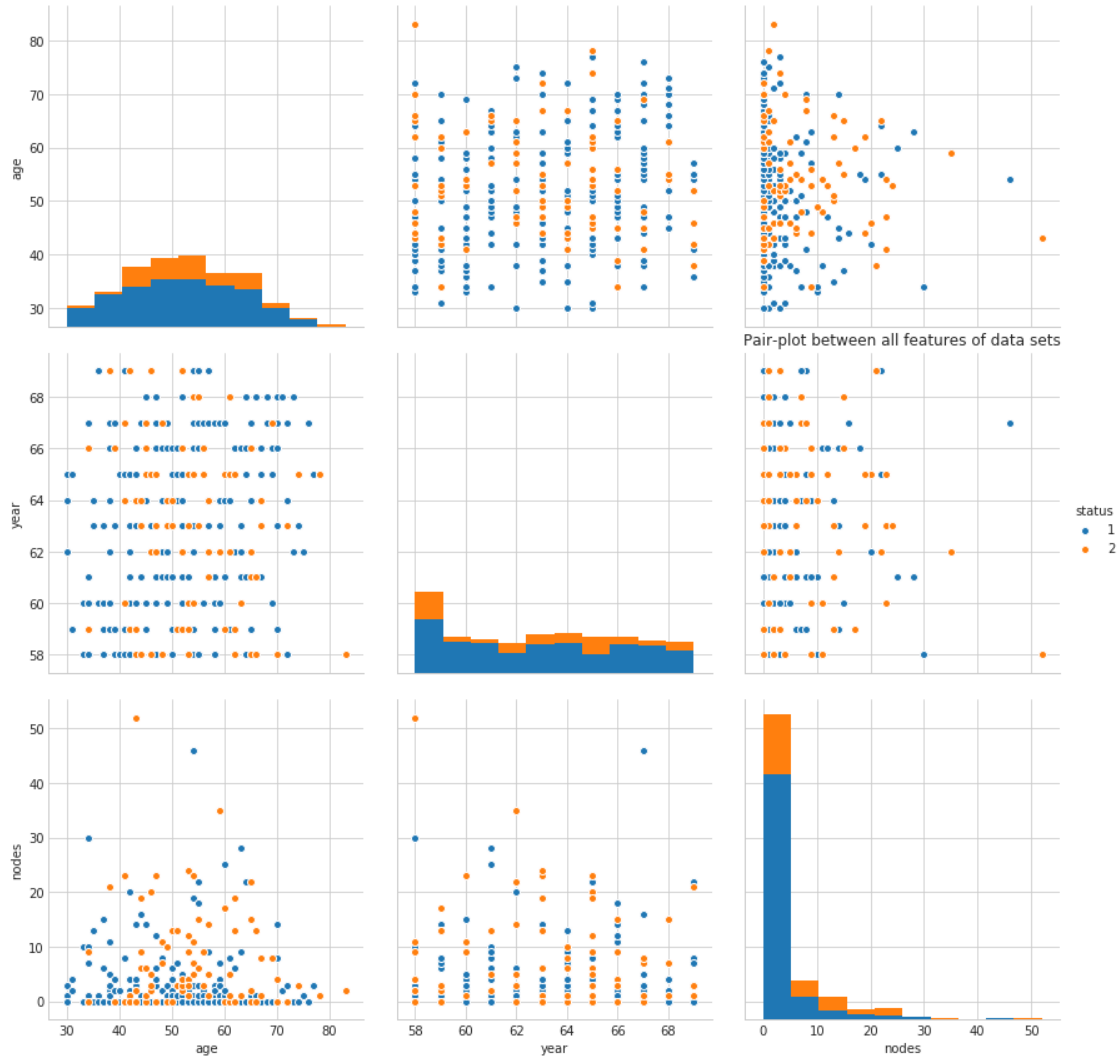 80
70
60
50
40
30
age
Pair-plot between all features of data sets
68
66
64
62
60
58
year
status
1
2
50
40
30
20
10
0
nodes
30 40 50 60 70 80
58 60 62 64 66 68
0 10 20 30 40 50
age
year
nodes